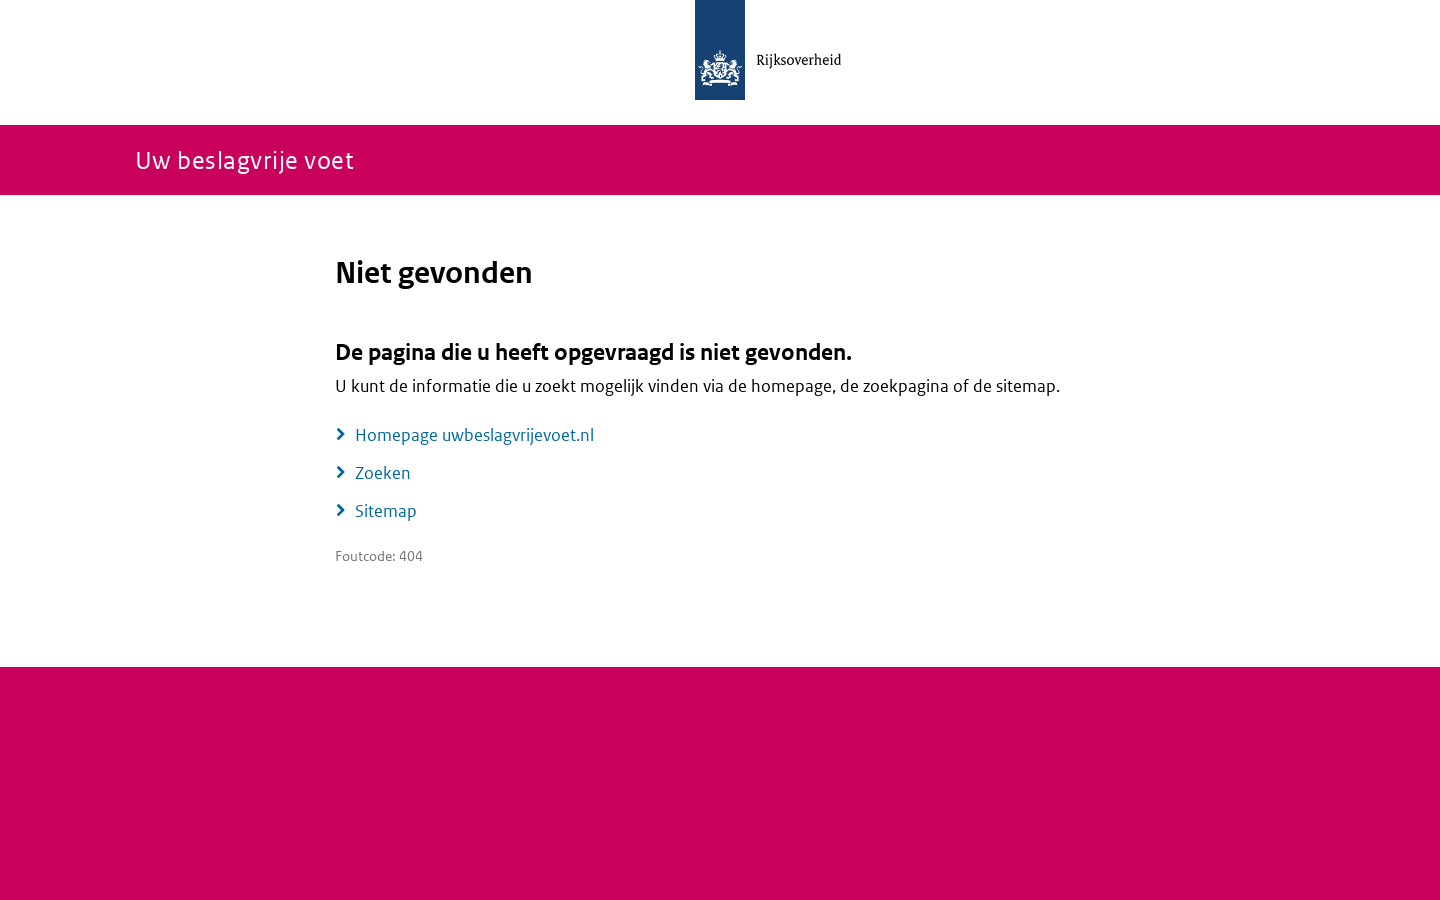 Rijksoverheid
Uw beslagvrije voet
Niet gevonden
De pagina die u heeft opgevraagd is niet gevonden.
U kunt de informatie die u zoekt mogelijk vinden via de homepage, de zoekpagina of de sitemap.
Homepage uwbeslagvrijevoet.nl
Zoeken
Sitemap
Foutcode: 404